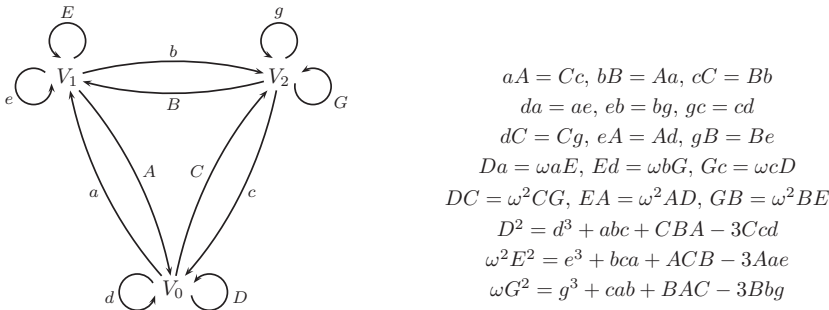 E
g
b
V₁
V₂
e
B
G
A
C
a
c
V₀
d
D
aA = Cc, bB = Aa, cC = Bb
da = ae, eb = bg, gc = cd
dC = Cg, eA = Ad, gB = Be
Da = ωaE, Ed = ωbG, Gc = ωcD
DC = ω²CG, EA = ω²AD, GB = ω²BE
D² = d³ + abc + CBA − 3Ccd
ω²E² = e³ + bca + ACB − 3Aae
ωG² = g³ + cab + BAC − 3Bbg